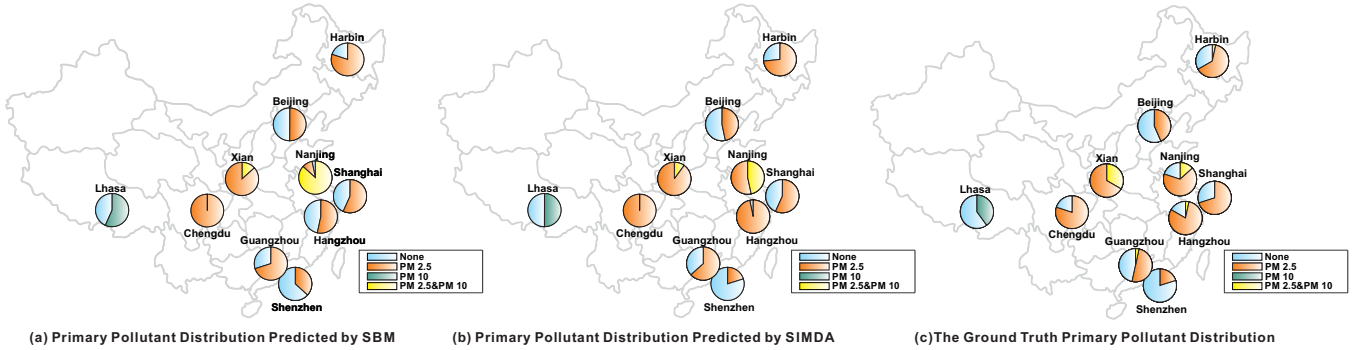 Harbin
Beijing
Xian
Nanjing
Shanghai
Lhasa
Chengdu
Hangzhou
Guangzhou
Shenzhen
None
PM 2.5
PM 10
PM 2.5&PM 10
(a) Primary Pollutant Distribution Predicted by SBM
Harbin
Beijing
Xian
Nanjing
Shanghai
Lhasa
Chengdu
Hangzhou
Guangzhou
Shenzhen
None
PM 2.5
PM 10
PM 2.5&PM 10
(b) Primary Pollutant Distribution Predicted by SIMDA
Harbin
Beijing
Xian
Nanjing
Shanghai
Lhasa
Chengdu
Hangzhou
Guangzhou
Shenzhen
None
PM 2.5
PM 10
PM 2.5&PM 10
(c)The Ground Truth Primary Pollutant Distribution